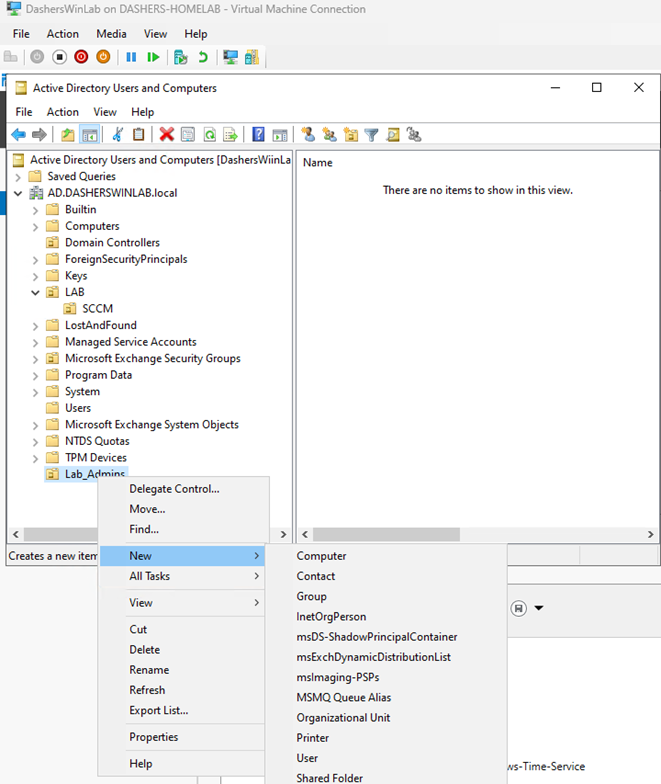 DashersWinLab on DASHERS-HOMELAB - Virtual Machine Connection
File Action Media View Help
Active Directory Users and Computers
File Action View Help
Active Directory Users and Computers [DashersWiinLa
Name
Saved Queries
There are no items to show in this view.
AD.DASHERSWINLAB.local
Builtin
Computers
Domain Controllers
ForeignSecurityPrincipals
Keys
LAB
SCCM
LostAndFound
Managed Service Accounts
Microsoft Exchange Security Groups
Program Data
System
Users
Microsoft Exchange System Objects
NTDS Quotas
TPM Devices
Lab_Admins
Delegate Control...
Move...
Find...
Creates a new item
New
All Tasks
View
Cut
Delete
Rename
Refresh
Export List...
Properties
Help
Computer
Contact
Group
InetOrgPerson
msDS-ShadowPrincipalContainer
msExchDynamicDistributionList
msImaging-PSPs
MSMQ Queue Alias
Organizational Unit
Printer
User
Shared Folder
ws-Time-Service